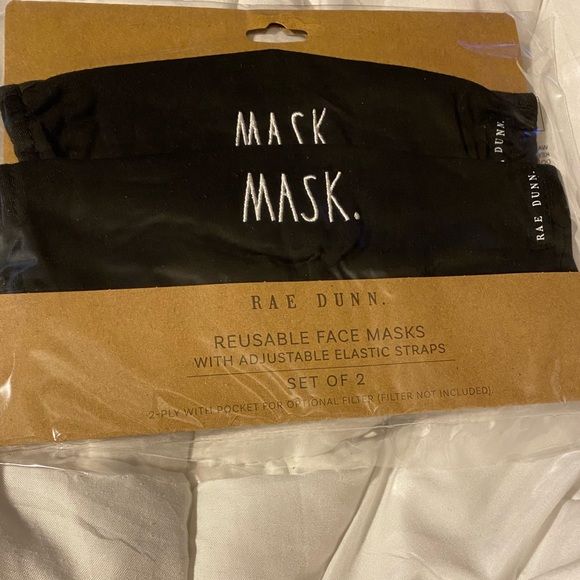 MASK
RAE DUNN.
MASK.
RAE DUNN.
RAE DUNN.
REUSABLE FACE MASKS
WITH ADJUSTABLE ELASTIC STRAPS
SET OF 2
2-PLY WITH POCKET FOR OPTIONAL FILTER (FILTER NOT INCLUDED)